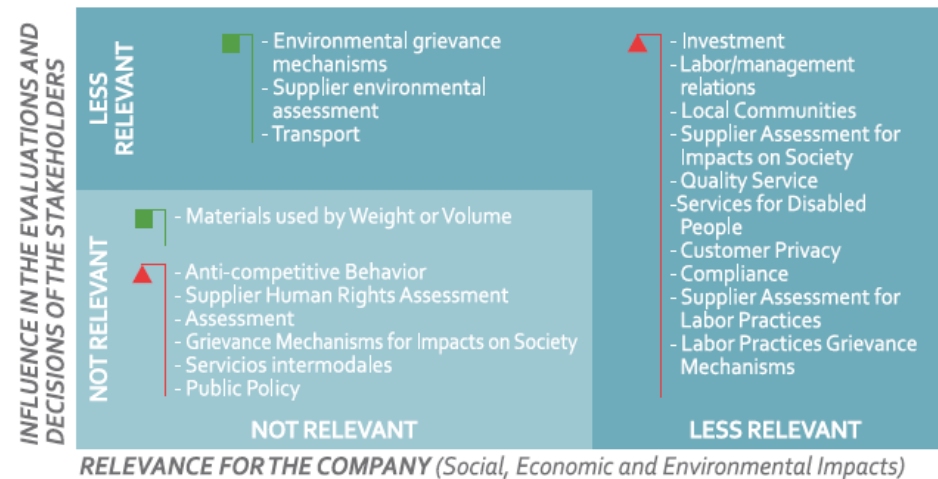 INFLUENCE IN THE EVALUATIONS AND
DECISIONS OF THE STAKEHOLDERS
LESS
RELEVANT
- Environmental grievance
mechanisms
- Supplier environmental
assessment
- Transport
- Investment
- Labor/management
relations
- Local Communities
- Supplier Assessment for
Impacts on Society
- Quality Service
-Services for Disabled
People
- Customer Privacy
- Compliance
- Supplier Assessment for
Labor Practices
- Labor Practices Grievance
Mechanisms
NOT RELEVANT
- Materials used by Weight or Volume
- Anti-competitive Behavior
- Supplier Human Rights Assessment
- Assessment
- Grievance Mechanisms for Impacts on Society
- Servicios intermodales
- Public Policy
NOT RELEVANT
LESS RELEVANT
RELEVANCE FOR THE COMPANY (Social, Economic and Environmental Impacts)